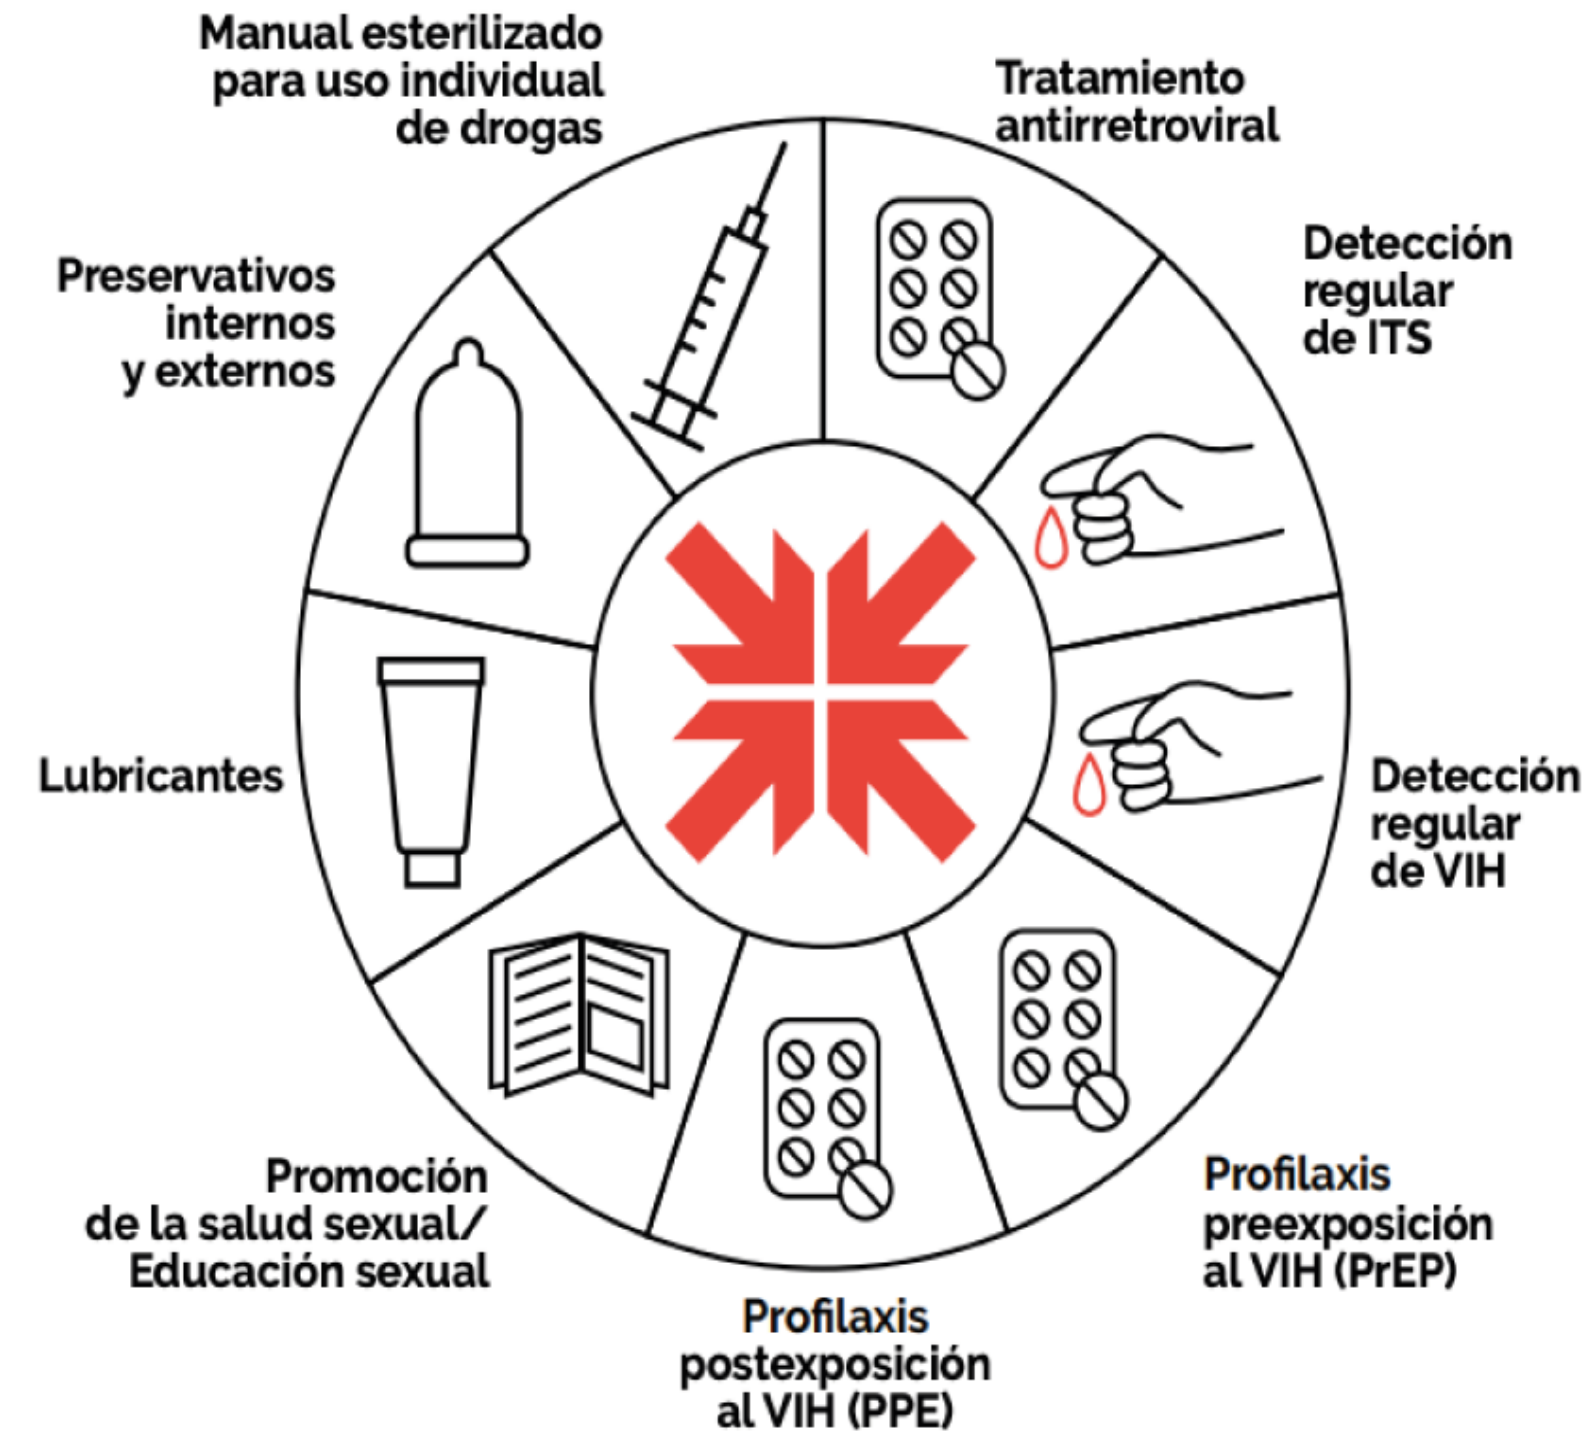 Manual esterilizado
para uso individual
de drogas
Tratamiento
antirretroviral
Detección
regular
de ITS
Detección
regular
de VIH
Profilaxis
preexposición
al VIH (PrEP)
Profilaxis
postexposición
al VIH (PPE)
Promoción
de la salud sexual/
Educación sexual
Lubricantes
Preservativos
internos
y externos